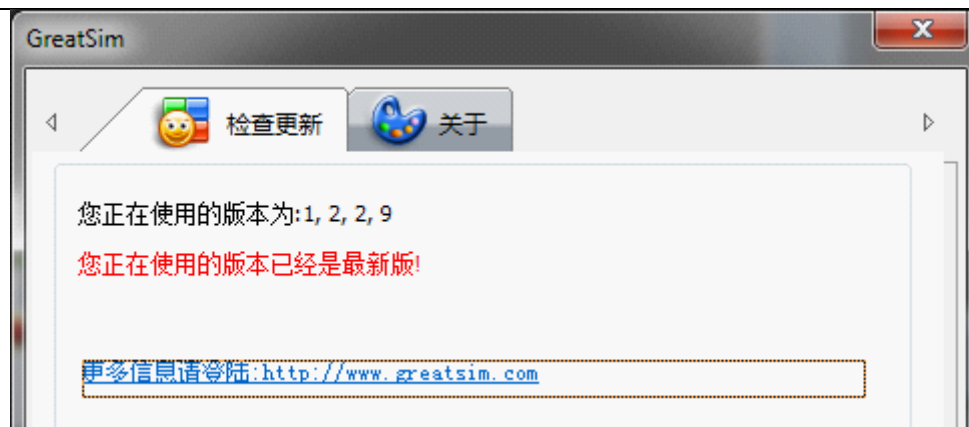 GreatSim
检查更新 关于
您正在使用的版本为:1, 2, 2, 9
您正在使用的版本已经是最新版!
更多信息请登陆:http://www.greatsim.com